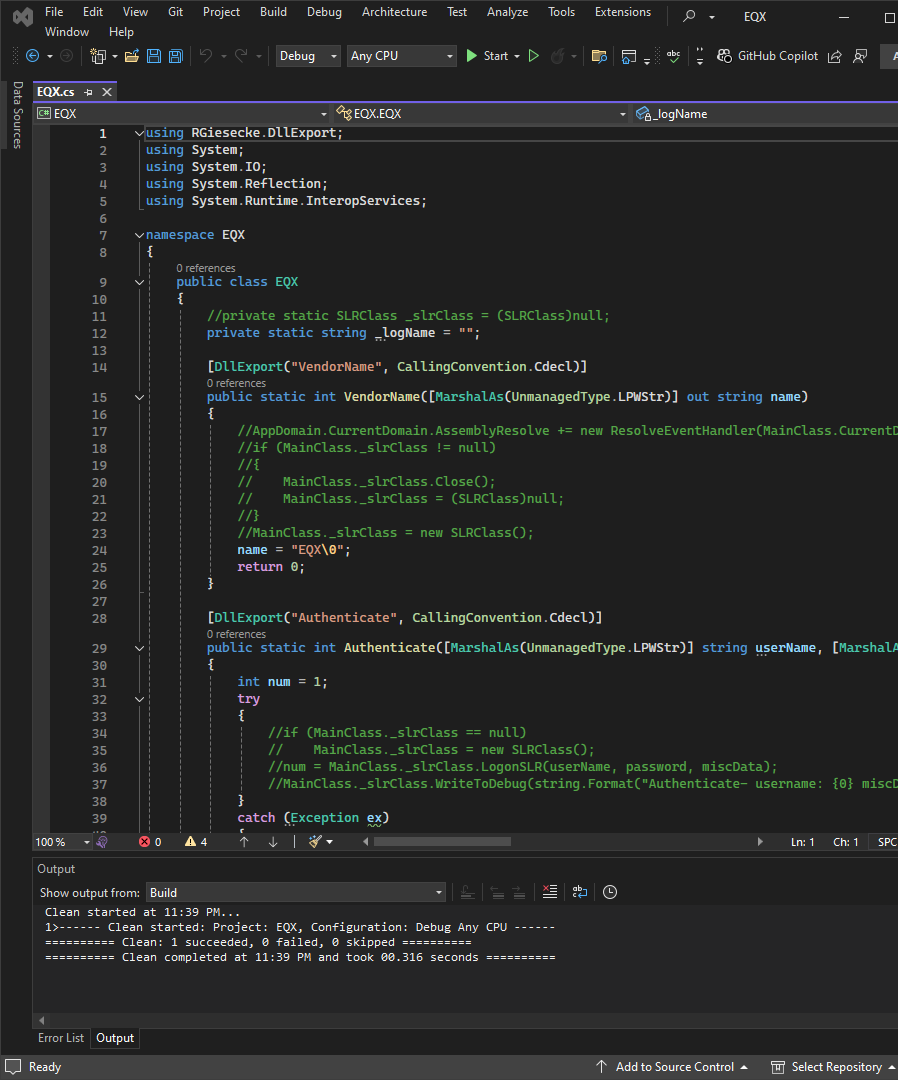 File Edit View Git Project Build Debug Architecture Test Analyze Tools Extensions EQX
Window Help
Debug Any CPU Start GitHub Copilot
Data Sources
EQX.cs
C# EQX EQX.EQX _logName
1 using RGiesecke.DllExport;
2 using System;
3 using System.IO;
4 using System.Reflection;
5 using System.Runtime.InteropServices;
6
7 namespace EQX
8 {
0 references
9 public class EQX
10 {
11 //private static SLRClass _slrClass = (SLRClass)null;
12 private static string _logName = "";
13
14 [DllExport("VendorName", CallingConvention.Cdecl)]
0 references
15 public static int VendorName([MarshalAs(UnmanagedType.LPWStr)] out string name)
16 {
17 //AppDomain.CurrentDomain.AssemblyResolve += new ResolveEventHandler(MainClass.CurrentD
18 //if (MainClass._slrClass != null)
19 //{
20 // MainClass._slrClass.Close();
21 // MainClass._slrClass = (SLRClass)null;
22 //}
23 //MainClass._slrClass = new SLRClass();
24 name = "EQX\0";
25 return 0;
26 }
27
28 [DllExport("Authenticate", CallingConvention.Cdecl)]
0 references
29 public static int Authenticate([MarshalAs(UnmanagedType.LPWStr)] string userName, [MarshalA
30 {
31 int num = 1;
32 try
33 {
34 //if (MainClass._slrClass == null)
35 // MainClass._slrClass = new SLRClass();
36 //num = MainClass._slrClass.LogonSLR(userName, password, miscData);
37 //MainClass._slrClass.WriteToDebug(string.Format("Authenticate- username: {0} miscD
38 }
39 catch (Exception ex)
100 % 0 4 Ln: 1 Ch: 1 SPC
Output
Show output from: Build
Clean started at 11:39 PM...
1>------ Clean started: Project: EQX, Configuration: Debug Any CPU ------
========== Clean: 1 succeeded, 0 failed, 0 skipped ==========
========== Clean completed at 11:39 PM and took 00.316 seconds ==========
Error List Output
Ready Add to Source Control Select Repository